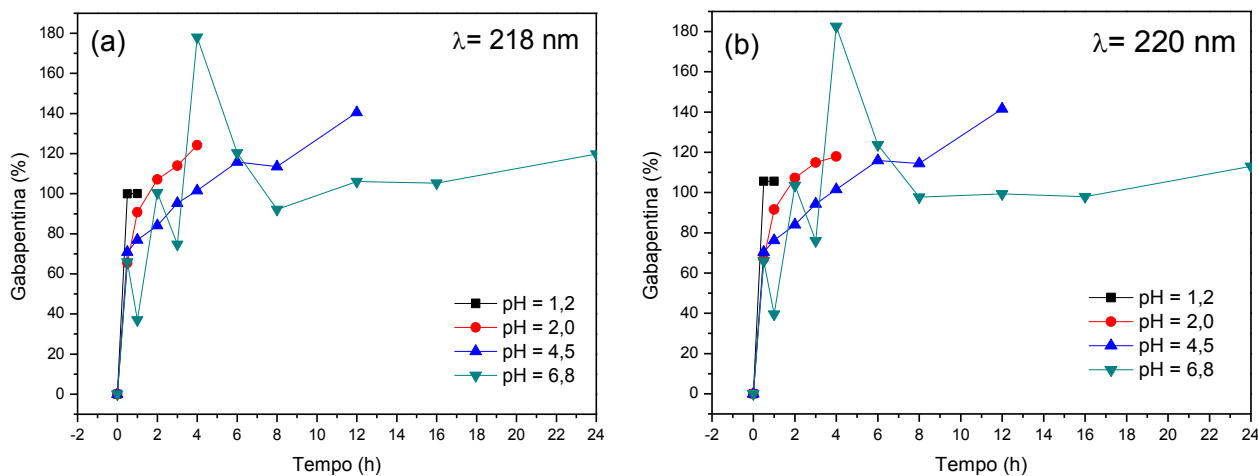 (a)
λ= 218 nm
Gabapentina (%)
180
160
140
120
100
80
60
40
20
0
pH = 1,2
pH = 2,0
pH = 4,5
pH = 6,8
-2 0 2 4 6 8 10 12 14 16 18 20 22 24
Tempo (h)
(b)
λ= 220 nm
Gabapentina (%)
180
160
140
120
100
80
60
40
20
0
pH = 1,2
pH = 2,0
pH = 4,5
pH = 6,8
-2 0 2 4 6 8 10 12 14 16 18 20 22 24
Tempo (h)